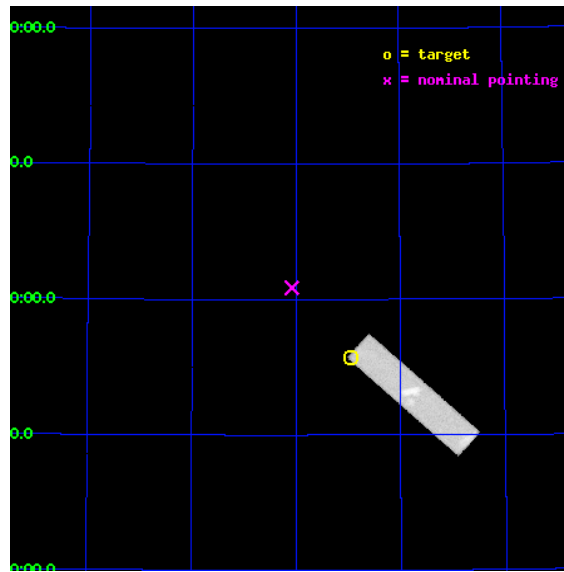 0:00.0
o = target
x = nominal pointing
0.0
0:00.0
0.0
0:00.0